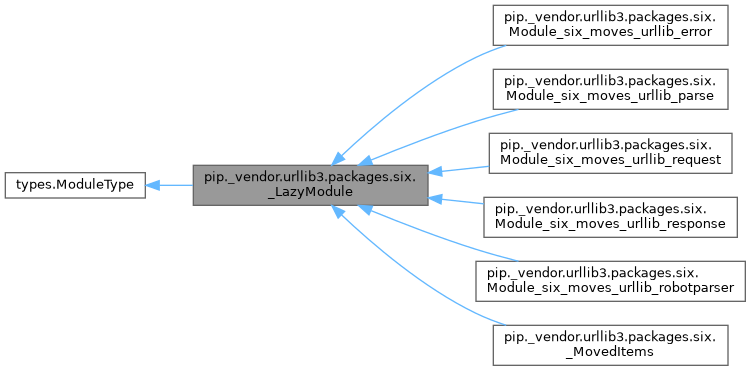 types.ModuleType
pip._vendor.urllib3.packages.six.
_LazyModule
pip._vendor.urllib3.packages.six.
Module_six_moves_urllib_error
pip._vendor.urllib3.packages.six.
Module_six_moves_urllib_parse
pip._vendor.urllib3.packages.six.
Module_six_moves_urllib_request
pip._vendor.urllib3.packages.six.
Module_six_moves_urllib_response
pip._vendor.urllib3.packages.six.
Module_six_moves_urllib_robotparser
pip._vendor.urllib3.packages.six.
_MovedItems